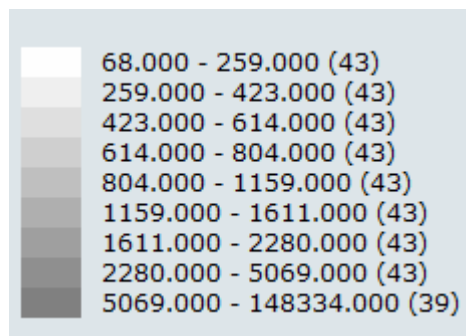 68.000 - 259.000 (43)
259.000 - 423.000 (43)
423.000 - 614.000 (43)
614.000 - 804.000 (43)
804.000 - 1159.000 (43)
1159.000 - 1611.000 (43)
1611.000 - 2280.000 (43)
2280.000 - 5069.000 (43)
5069.000 - 148334.000 (39)